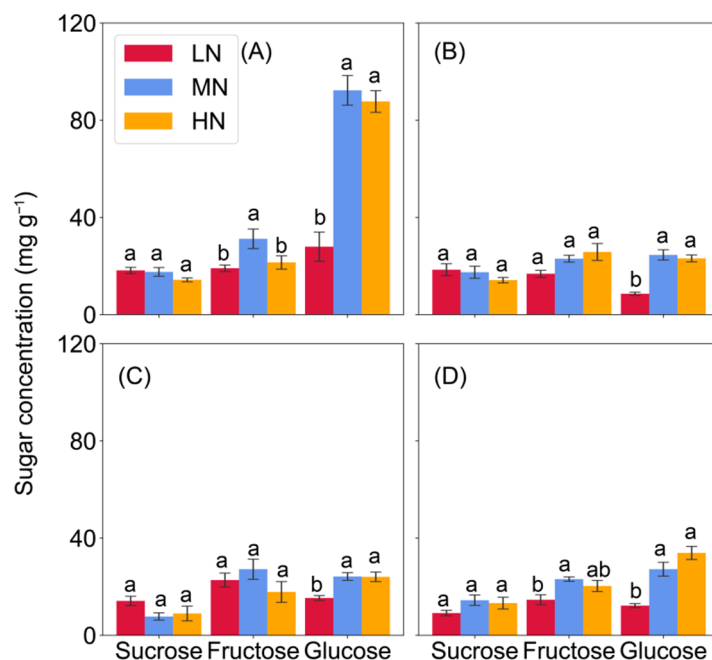 120
80
40
0
Sugar concentration (mg g⁻¹)
LN
MN
HN
(A)
a a a
b a b
b a a
(B)
a a a
a a a
b a a
120
80
40
0
(C)
a a a
a a a
b a a
(D)
a a a
b a ab
b a a
Sucrose Fructose Glucose
Sucrose Fructose Glucose